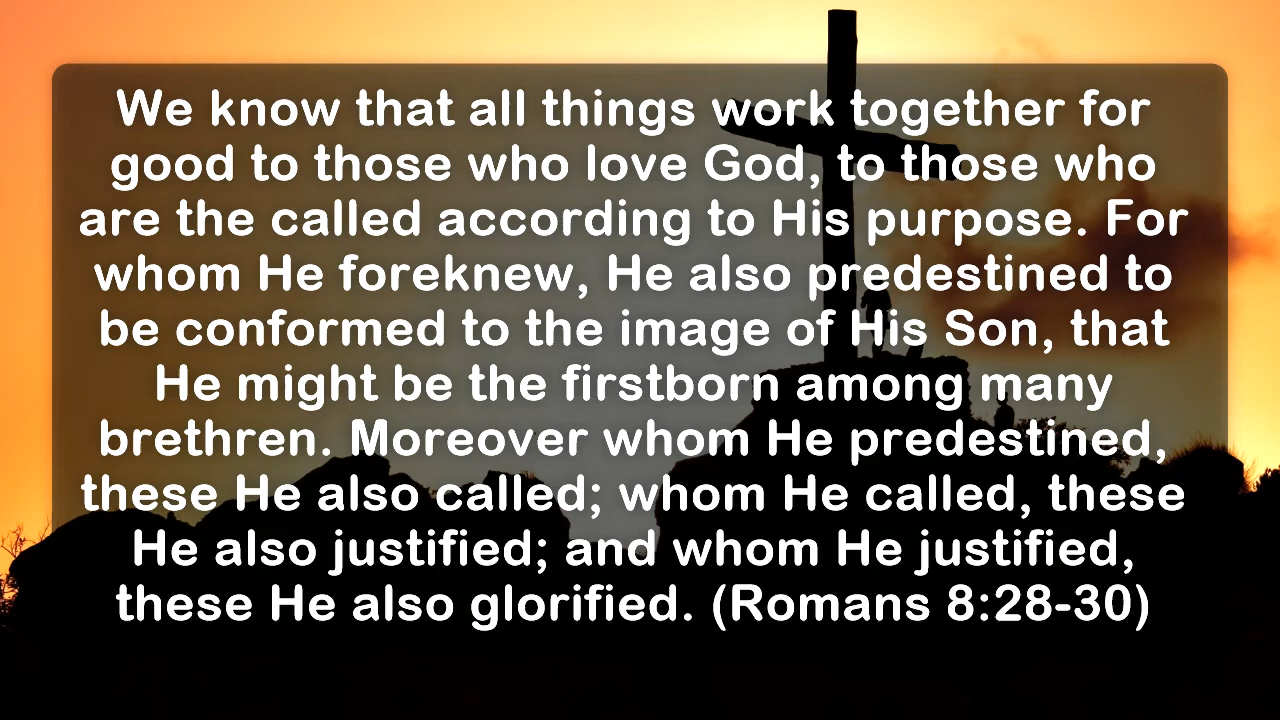 We know that all things work together for
good to those who love God, to those who
are the called according to His purpose. For
whom He foreknew, He also predestined to
be conformed to the image of His Son, that
He might be the firstborn among many
brethren. Moreover whom He predestined,
these He also called; whom He called, these
He also justified; and whom He justified,
these He also glorified. (Romans 8:28-30)